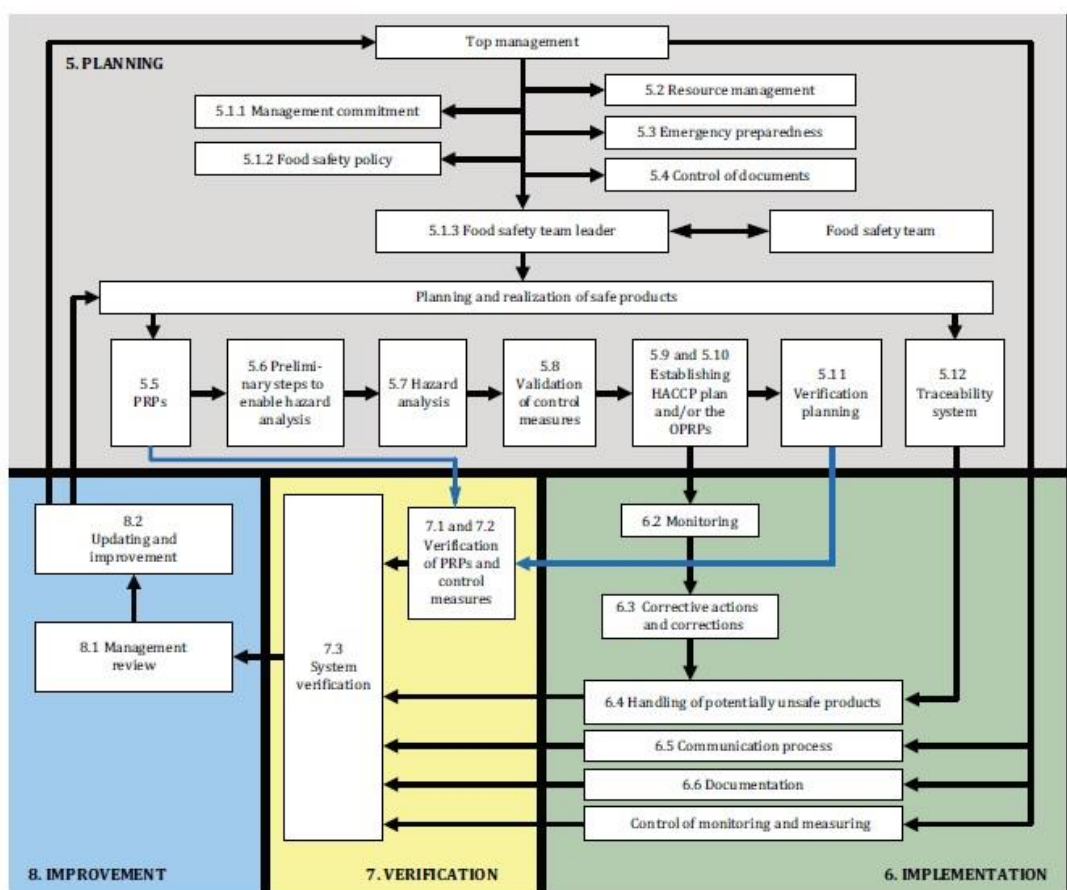 Top management
5. PLANNING
5.2 Resource management
5.1.1 Management commitment
5.3 Emergency preparedness
5.1.2 Food safety policy
5.4 Control of documents
5.1.3 Food safety team leader
Food safety team
Planning and realization of safe products
5.5
PRPs
5.6 Prelimi-
nary steps to
enable hazard
analysis
5.7 Hazard
analysis
5.8
Validation
of control
measures
5.9 and 5.10
Establishing
HACCP plan
and/or the
OPRPs
5.11
Verification
planning
5.12
Traceability
system
8.2
Updating and
improvement
7.1 and 7.2
Verification
of PRPs and
control
measures
6.2 Monitoring
6.3 Corrective actions
and corrections
8.1 Management
review
7.3
System
verification
6.4 Handling of potentially unsafe products
6.5 Communication process
6.6 Documentation
Control of monitoring and measuring
8. IMPROVEMENT
7. VERIFICATION
6. IMPLEMENTATION